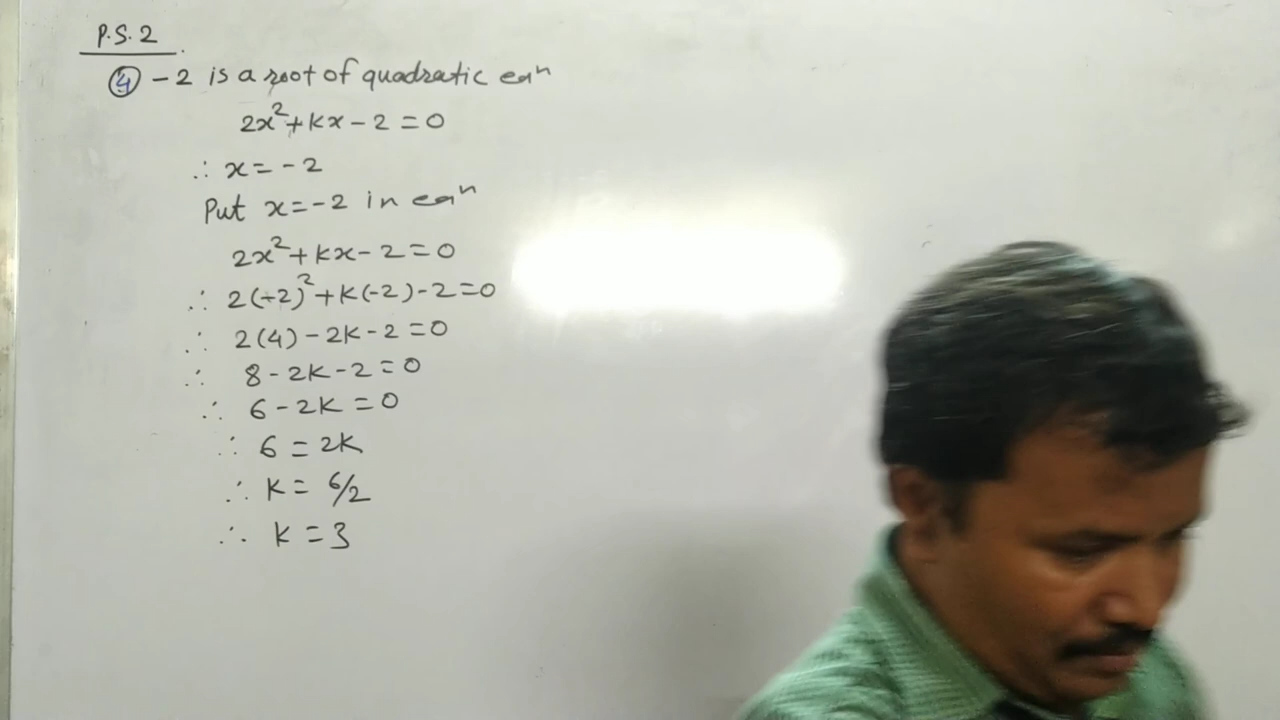 P.S. 2
④ -2 is a root of quadratic eqⁿ
2x²+kx-2=0
∴ x=-2
Put x=-2 in eqⁿ
2x²+kx-2=0
∴ 2(-2)²+k(-2)-2=0
∴ 2(4)-2k-2=0
∴ 8-2k-2=0
∴ 6-2k=0
∴ 6=2k
∴ k=6/2
∴ k=3